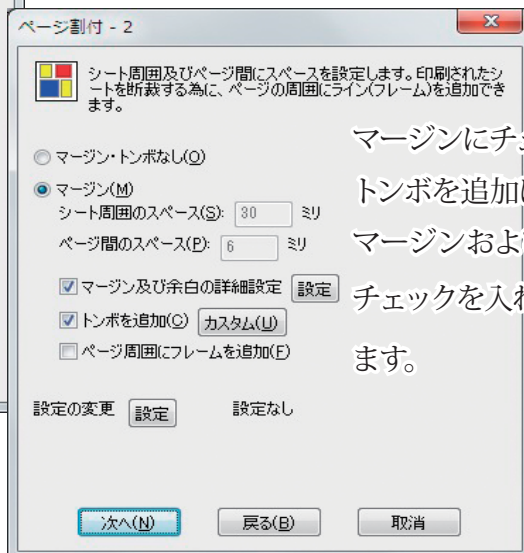 ページ割付 - 2
シート周囲及びページ間にスペースを設定します。印刷されたシ
ートを断裁する為に、ページの周囲にライン(フレーム)を追加でき
ます。
マージン・トンボなし(O)
マージン(M)
シート周囲のスペース(S): 30 ミリ
ページ間のスペース(P): 6 ミリ
マージン及び余白の詳細設定 設定
トンボを追加(C) カスタム(U)
ページ周囲にフレームを追加(F)
設定の変更 設定 設定なし
次へ(N) 戻る(B) 取消
マージンにチェ
トンボを追加
マージンおよ
チェックを入れ
ます。